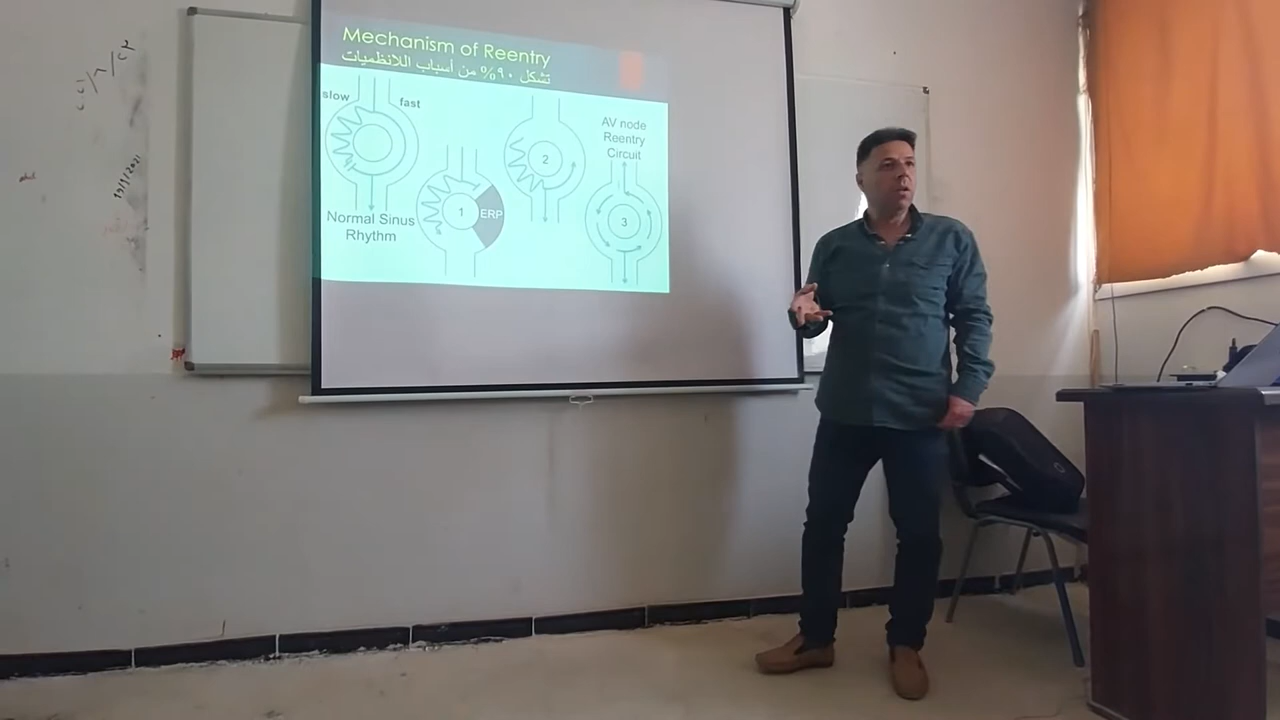 Mechanism of Reentry
تشكل ٩٠% من أسباب اللانظميات
slow
fast
Normal Sinus
Rhythm
1
ERP
2
AV node
Reentry
Circuit
3